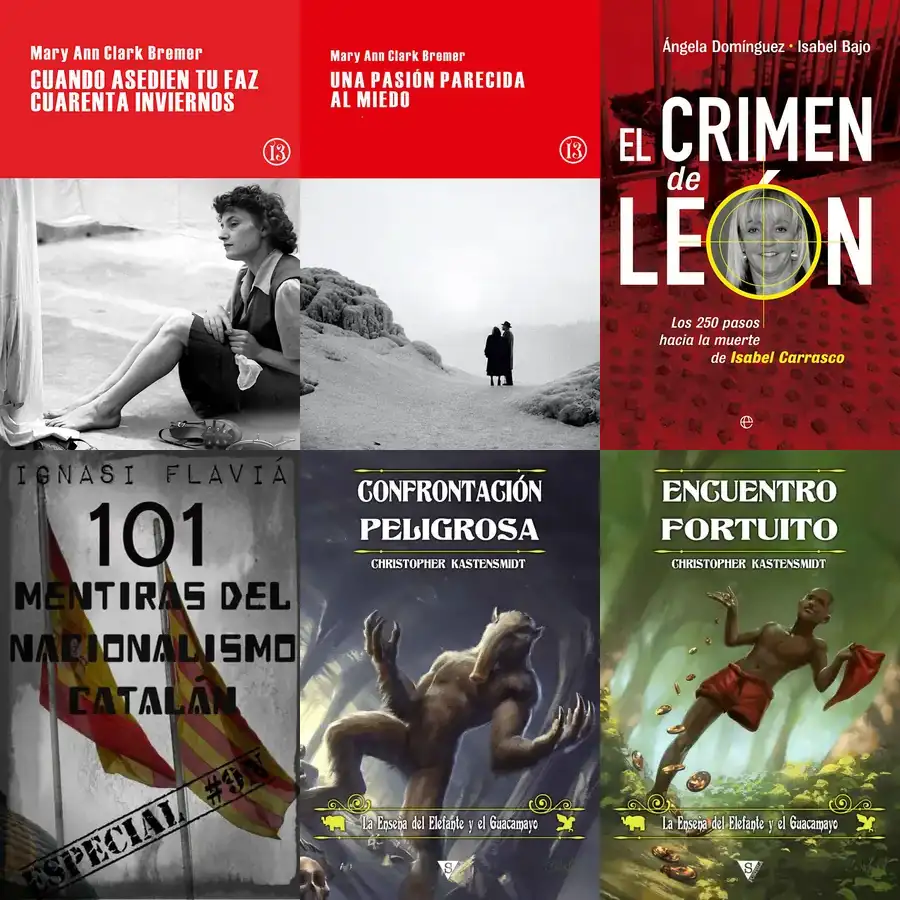 Mary Ann Clark Bremer
CUANDO ASEDIEN TU FAZ
CUARENTA INVIERNOS
13
Mary Ann Clark Bremer
UNA PASIÓN PARECIDA
AL MIEDO
13
Ángela Domínguez · Isabel Bajo
EL CRIMEN
de
LEÓN
Los 250 pasos
hacia la muerte
de Isabel Carrasco
e
IGNASI FLAVIÁ
101
MENTIRAS DEL
NACIONALISMO
CATALÁN
ESPECIAL #9N
CONFRONTACIÓN
PELIGROSA
CHRISTOPHER KASTENSMIDT
La Enseña del Elefante y el Guacamayo
S
ENCUENTRO
FORTUITO
CHRISTOPHER KASTENSMIDT
La Enseña del Elefante y el Guacamayo
S